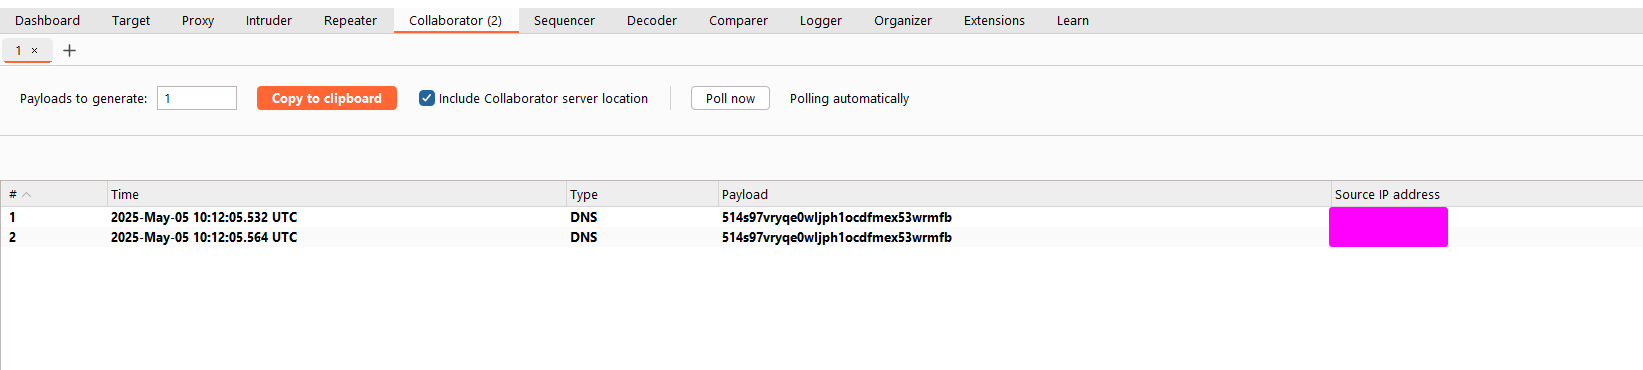 Dashboard Target Proxy Intruder Repeater Collaborator (2) Sequencer Decoder Comparer Logger Organizer Extensions Learn
1 × +
Payloads to generate: 1 Copy to clipboard Include Collaborator server location Poll now Polling automatically
# Time Type Payload Source IP address
1 2025-May-05 10:12:05.532 UTC DNS 514s97vryqe0wljph1ocdfmex53wrmfb
2 2025-May-05 10:12:05.564 UTC DNS 514s97vryqe0wljph1ocdfmex53wrmfb